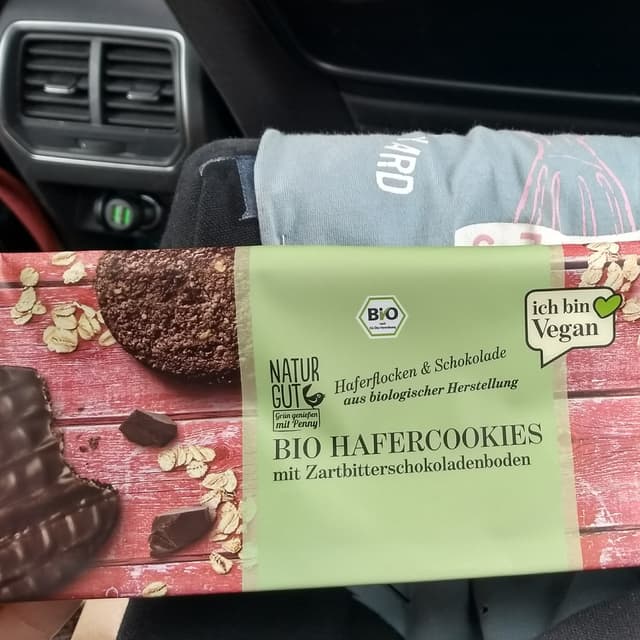 ARD
BIO
ich bin
Vegan
NATUR
GUT
Grün genießen
mit Penny
Haferflocken & Schokolade
aus biologischer Herstellung
BIO HAFERCOOKIES
mit Zartbitterschokoladenboden